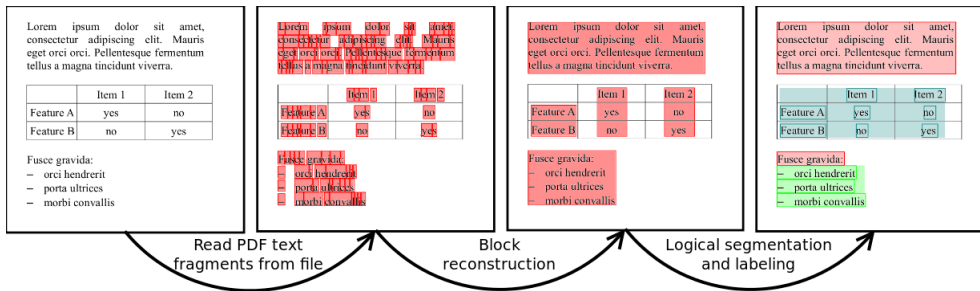 Lorem ipsum dolor sit amet,
consectetur adipiscing elit. Mauris
eget orci orci. Pellentesque fermentum
tellus a magna tincidunt viverra.
Item 1 Item 2
Feature A yes no
Feature B no yes
Fusce gravida:
– orci hendrerit
– porta ultrices
– morbi convallis
Lorem ipsum dolor sit amet,
consectetur adipiscing elit. Mauris
eget orci orci. Pellentesque fermentum
tellus a magna tincidunt viverra.
Item 1 Item 2
Feature A yes no
Feature B no yes
Fusce gravida:
– orci hendrerit
– porta ultrices
– morbi convallis
Lorem ipsum dolor sit amet,
consectetur adipiscing elit. Mauris
eget orci orci. Pellentesque fermentum
tellus a magna tincidunt viverra.
Item 1 Item 2
Feature A yes no
Feature B no yes
Fusce gravida:
– orci hendrerit
– porta ultrices
– morbi convallis
Lorem ipsum dolor sit amet,
consectetur adipiscing elit. Mauris
eget orci orci. Pellentesque fermentum
tellus a magna tincidunt viverra.
Item 1 Item 2
Feature A yes no
Feature B no yes
Fusce gravida:
– orci hendrerit
– porta ultrices
– morbi convallis
Read PDF text
fragments from file
Block
reconstruction
Logical segmentation
and labeling